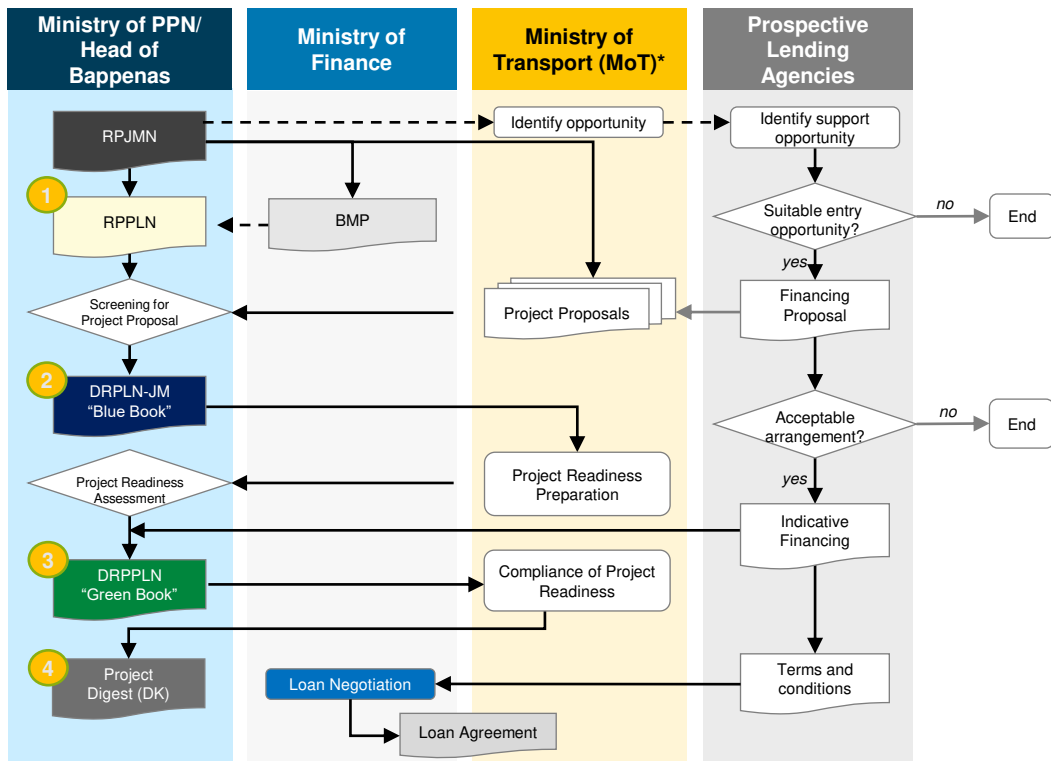 Ministry of PPN/
Head of
Bappenas
Ministry of
Finance
Ministry of
Transport (MoT)*
Prospective
Lending
Agencies
RPJMN
Identify opportunity
Identify support
opportunity
1
RPPLN
BMP
Suitable entry
opportunity?
no
End
yes
Screening for
Project Proposal
Project Proposals
Financing
Proposal
2
DRPLN-JM
“Blue Book”
Acceptable
arrangement?
no
End
yes
Project Readiness
Assessment
Project Readiness
Preparation
Indicative
Financing
3
DRPPLN
“Green Book”
Compliance of Project
Readiness
4
Project
Digest (DK)
Loan Negotiation
Terms and
conditions
Loan Agreement